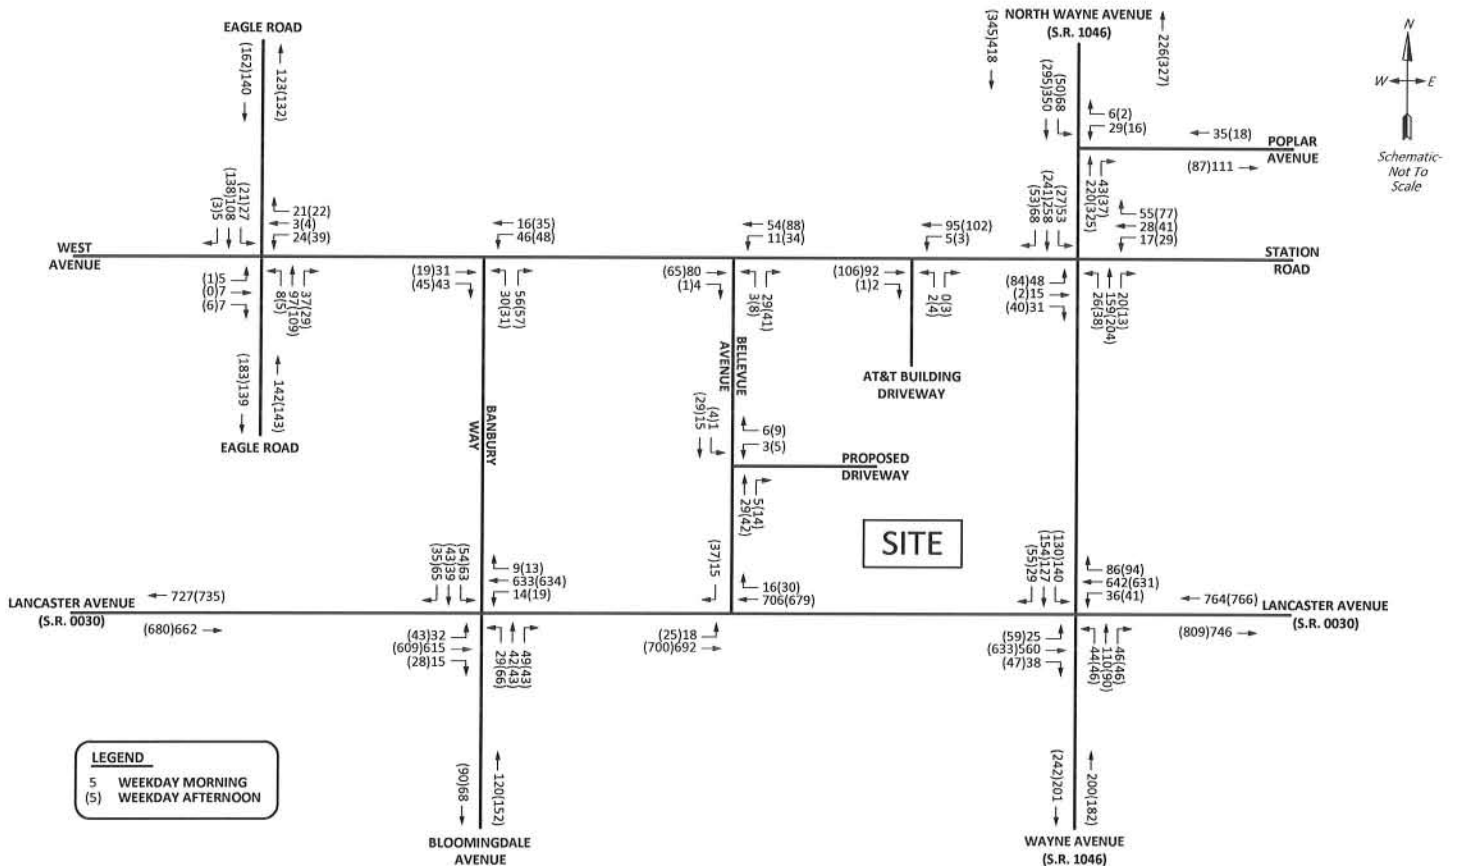 EAGLE ROAD
(162)140
123(132)
(345)418
NORTH WAYNE AVENUE
(S.R. 1046)
226(327)
N
W E
Schematic-
Not To
Scale
(295)350
(50)68
6(2)
29(16)
35(18)
POPLAR
AVENUE
(87)111
220(325)
43(37)
(3)5
(138)108
(21)27
21(22)
3(4)
24(39)
16(35)
46(48)
54(88)
11(34)
95(102)
5(3)
(53)68
(241)258
(27)53
55(77)
28(41)
17(29)
WEST
AVENUE
STATION
ROAD
(1)5
(0)7
(6)7
8(5)
97(109)
37(29)
(19)31
(45)43
30(31)
56(57)
(65)80
(1)4
3(8)
29(41)
(106)92
(1)2
2(4)
0(3)
(84)48
(2)15
(40)31
26(38)
159(204)
20(13)
(183)139
142(143)
EAGLE ROAD
BANBURY
WAY
BELLEVUE
AVENUE
AT&T BUILDING
DRIVEWAY
(29)15
(4)1
6(9)
3(5)
PROPOSED
DRIVEWAY
29(42)
5(14)
SITE
(35)65
(43)39
(54)63
9(13)
633(634)
14(19)
(37)15
16(30)
706(679)
(55)29
(154)127
(130)140
86(94)
642(631)
36(41)
727(735)
764(766)
LANCASTER AVENUE
(S.R. 0030)
LANCASTER AVENUE
(S.R. 0030)
(680)662
(809)746
(43)32
(609)615
(28)15
29(66)
42(43)
49(43)
(25)18
(700)692
(59)25
(633)560
(47)38
44(46)
110(90)
46(46)
LEGEND
5 WEEKDAY MORNING
(5) WEEKDAY AFTERNOON
(90)68
120(152)
BLOOMINGDALE
AVENUE
(242)201
200(182)
WAYNE AVENUE
(S.R. 1046)